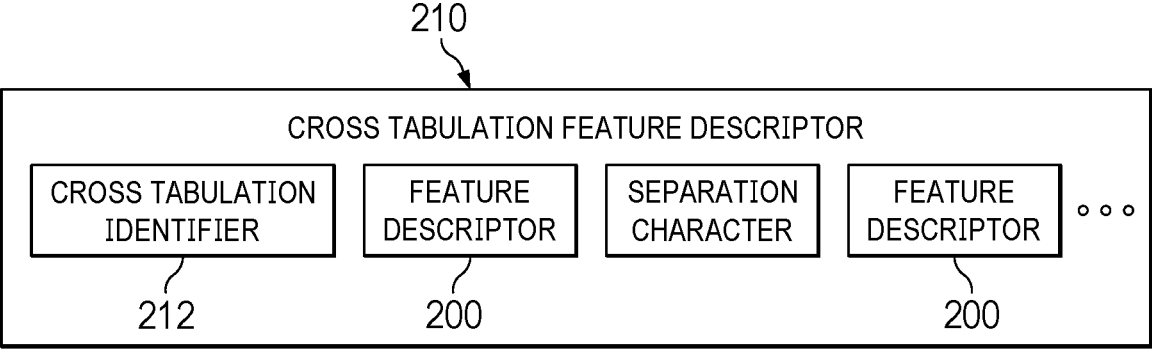 210
CROSS TABULATION FEATURE DESCRIPTOR
CROSS TABULATION
IDENTIFIER
FEATURE
DESCRIPTOR
SEPARATION
CHARACTER
FEATURE
DESCRIPTOR
212
200
200